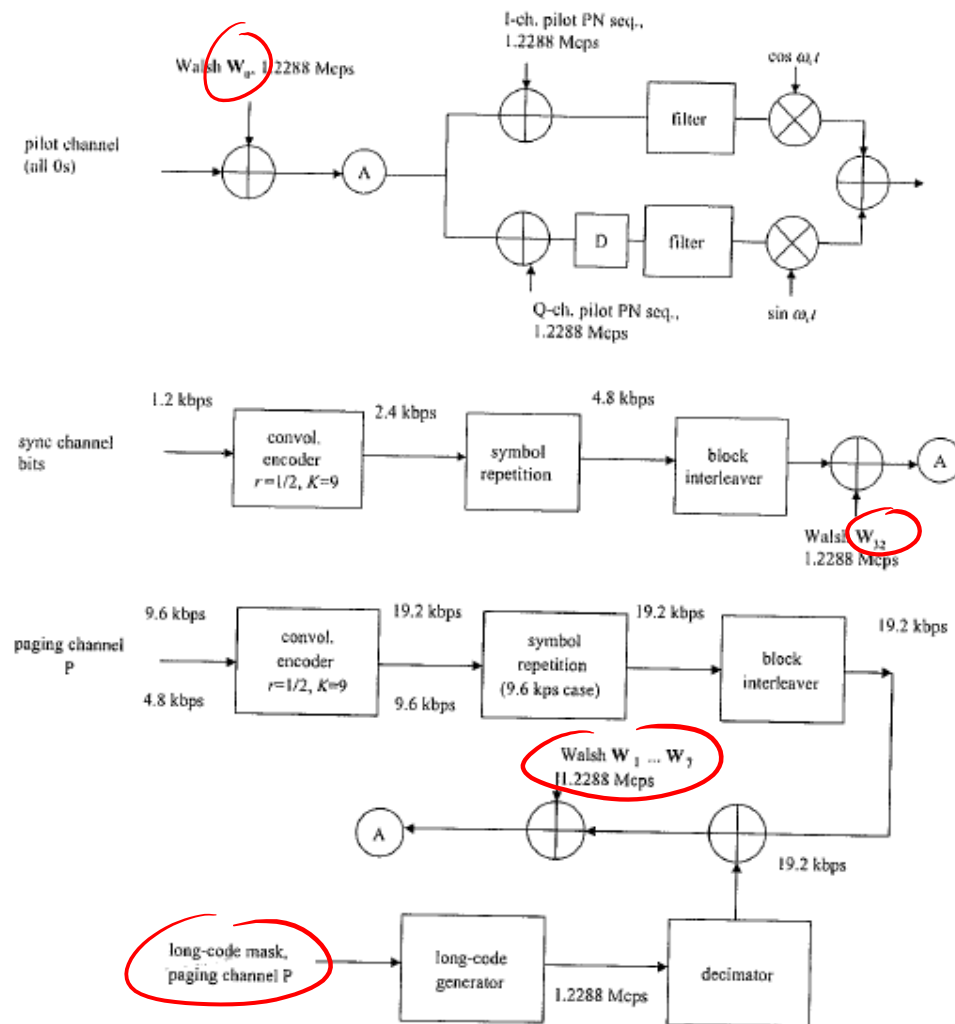 I-ch. pilot PN seq.,
1.2288 Mcps
Walsh W₀, 1.2288 Mcps
cos ω꜀t
filter
pilot channel
(all 0s)
A
D
filter
Q-ch. pilot PN seq.,
1.2288 Mcps
sin ω꜀t
1.2 kbps
2.4 kbps
4.8 kbps
sync channel
bits
convol.
encoder
r=1/2, K=9
symbol
repetition
block
interleaver
A
Walsh W₃₂
1.2288 Mcps
9.6 kbps
19.2 kbps
19.2 kbps
19.2 kbps
paging channel
P
convol.
encoder
r=1/2, K=9
symbol
repetition
(9.6 kps case)
block
interleaver
4.8 kbps
9.6 kbps
Walsh W₁ ... W₇
1.2288 Mcps
A
19.2 kbps
long-code mask,
paging channel P
long-code
generator
1.2288 Mcps
decimator